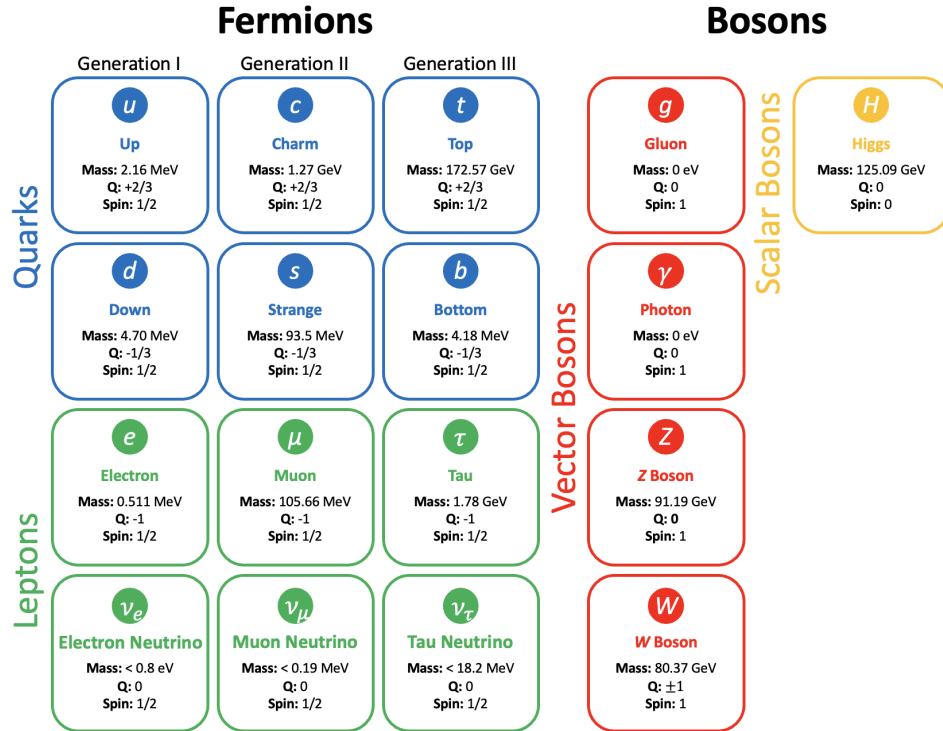 Fermions
Bosons
Generation I
Generation II
Generation III
Quarks
u
Up
Mass: 2.16 MeV
Q: +2/3
Spin: 1/2
c
Charm
Mass: 1.27 GeV
Q: +2/3
Spin: 1/2
t
Top
Mass: 172.57 GeV
Q: +2/3
Spin: 1/2
d
Down
Mass: 4.70 MeV
Q: -1/3
Spin: 1/2
s
Strange
Mass: 93.5 MeV
Q: -1/3
Spin: 1/2
b
Bottom
Mass: 4.18 MeV
Q: -1/3
Spin: 1/2
Leptons
e
Electron
Mass: 0.511 MeV
Q: -1
Spin: 1/2
μ
Muon
Mass: 105.66 MeV
Q: -1
Spin: 1/2
τ
Tau
Mass: 1.78 GeV
Q: -1
Spin: 1/2
νe
Electron Neutrino
Mass: < 0.8 eV
Q: 0
Spin: 1/2
νμ
Muon Neutrino
Mass: < 0.19 MeV
Q: 0
Spin: 1/2
ντ
Tau Neutrino
Mass: < 18.2 MeV
Q: 0
Spin: 1/2
Vector Bosons
g
Gluon
Mass: 0 eV
Q: 0
Spin: 1
γ
Photon
Mass: 0 eV
Q: 0
Spin: 1
Z
Z Boson
Mass: 91.19 GeV
Q: 0
Spin: 1
W
W Boson
Mass: 80.37 GeV
Q: ±1
Spin: 1
Scalar Bosons
H
Higgs
Mass: 125.09 GeV
Q: 0
Spin: 0